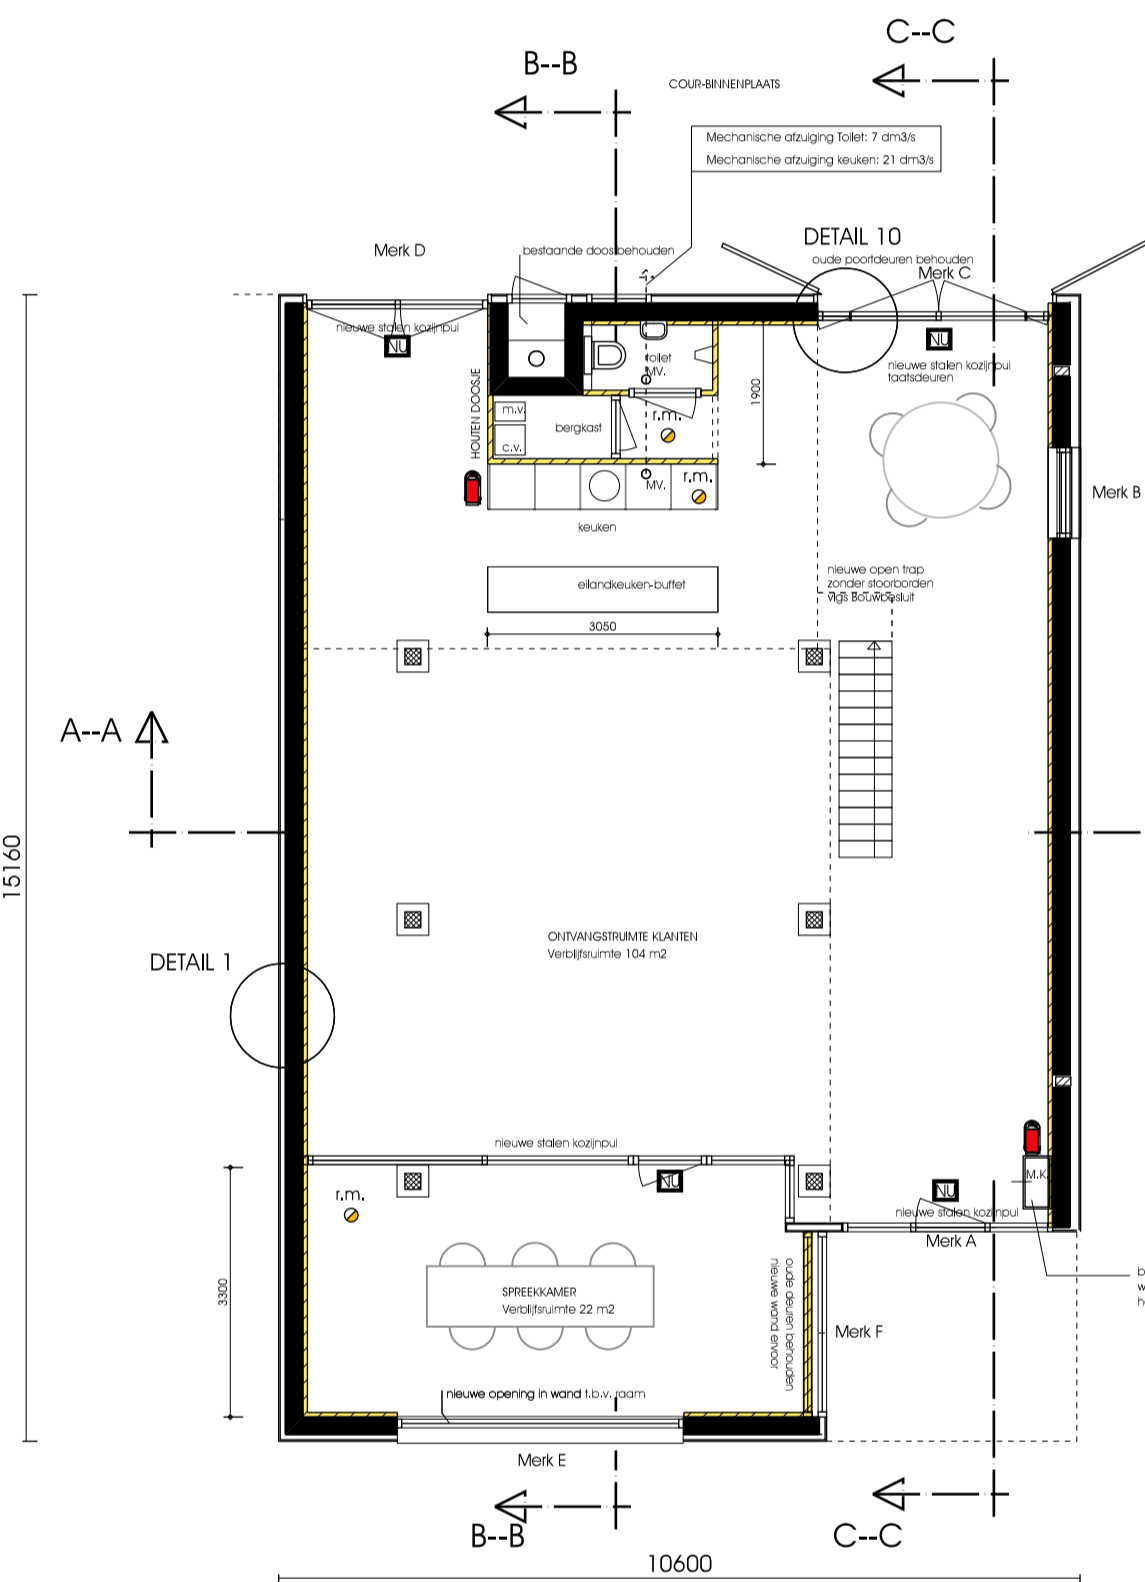 C--C
B--B
COUR-BINNENPLAATS
Mechanische afzuiging Toilet: 7 dm3/s
Mechanische afzuiging keuken: 21 dm3/s
DETAIL 10
Merk D
bestaande doos behouden
oude poortdeuren behouden
Merk C
nieuwe stalen kozijnpui
NU
NU
toilet
MV.
nieuwe stalen kozijnpui
taatsdeuren
1900
HOUTEN DOOSJE
m.v.
c.v.
bergkast
r.m.
MV.
r.m.
Merk B
keuken
nieuwe open trap
zonder stoorborden
vlgs Bouwbesluit
eilandkeuken-buffet
3050
A--A
15160
ONTVANGSTRUIMTE KLANTEN
Verblijfsruimte 104 m2
DETAIL 1
nieuwe stalen kozijnpui
M.K.
NU
NU
r.m.
nieuwe stalen kozijnpui
Merk A
3300
SPREEKKAMER
Verblijfsruimte 22 m2
oude deuren behouden
nieuwe wand ervoor
Merk F
nieuwe opening in wand t.b.v. raam
Merk E
B--B
C--C
10600